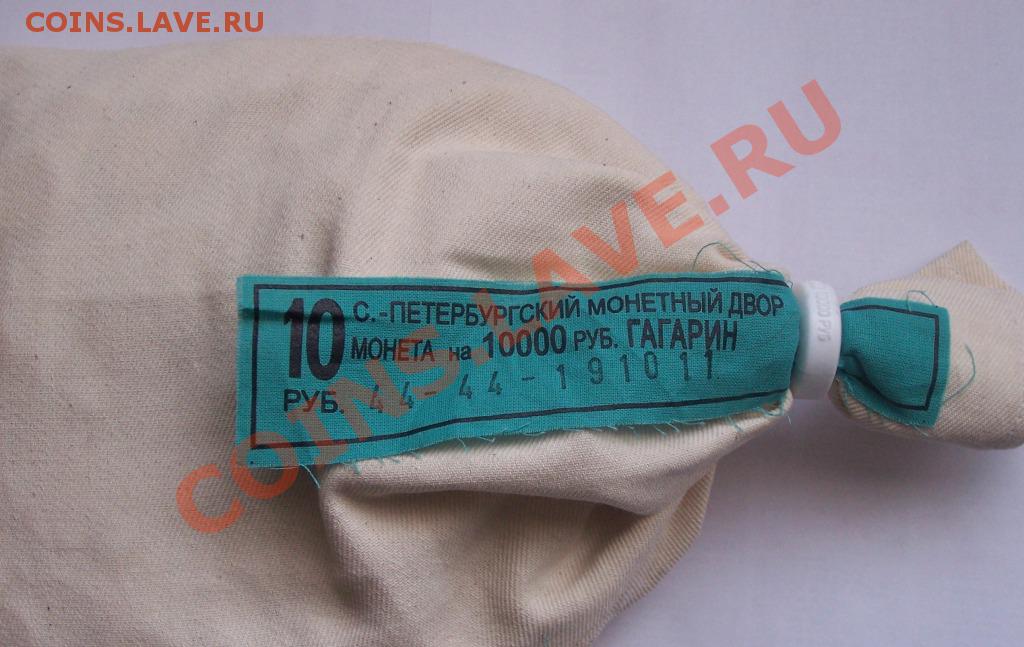 COINS.LAVE.RU
COINS.LAVE.RU
С.-ПЕТЕРБУРГСКИЙ МОНЕТНЫЙ ДВОР
10 МОНЕТА на 10000 РУБ. ГАГАРИН
РУБ. 44-44-191011